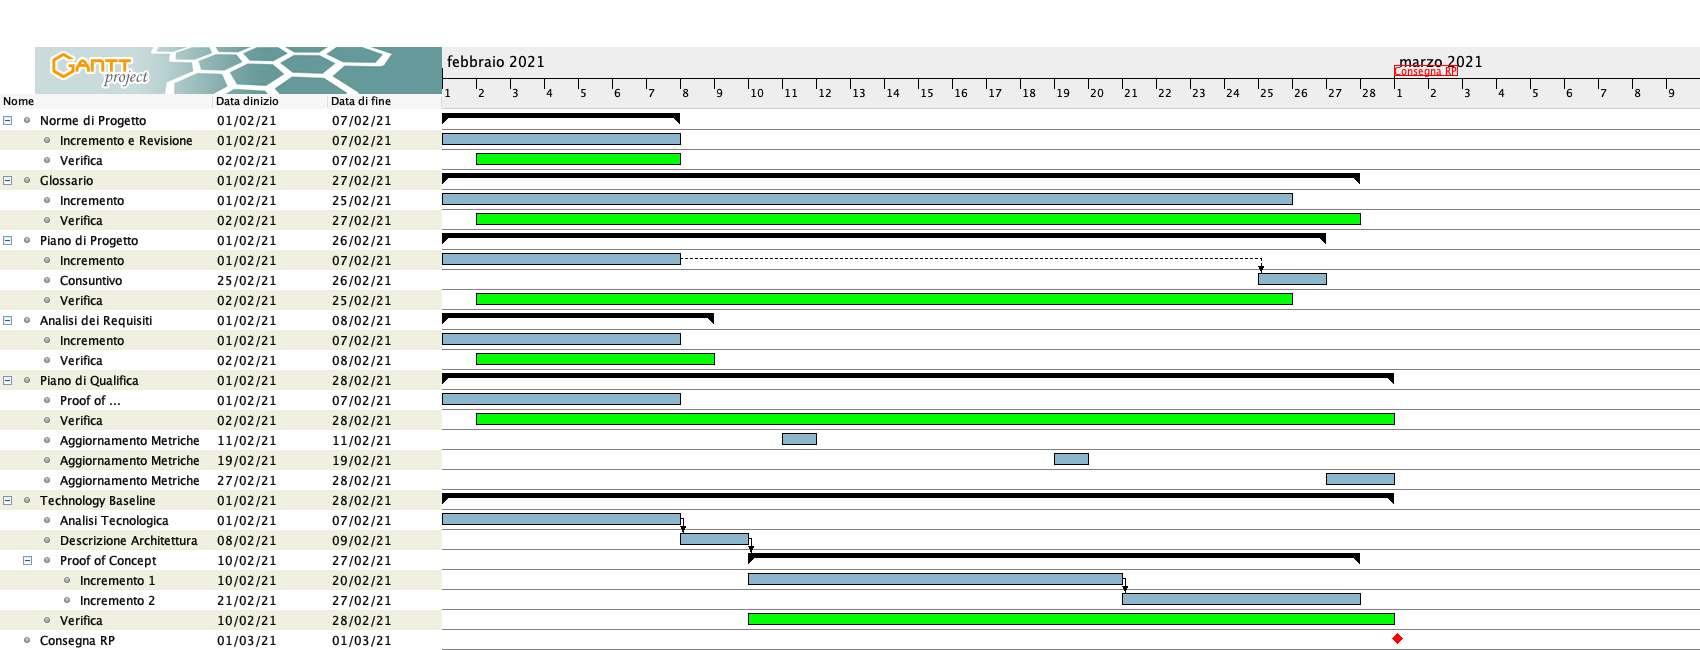 GANTT
project
febbraio 2021
marzo 2021
Consegna RP
1 2 3 4 5 6 7 8 9 10 11 12 13 14 15 16 17 18 19 20 21 22 23 24 25 26 27 28 1 2 3 4 5 6 7 8 9
Nome Data dinizio Data di fine
Norme di Progetto 01/02/21 07/02/21
Incremento e Revisione 01/02/21 07/02/21
Verifica 02/02/21 07/02/21
Glossario 01/02/21 27/02/21
Incremento 01/02/21 25/02/21
Verifica 02/02/21 27/02/21
Piano di Progetto 01/02/21 26/02/21
Incremento 01/02/21 07/02/21
Consuntivo 25/02/21 26/02/21
Verifica 02/02/21 25/02/21
Analisi dei Requisiti 01/02/21 08/02/21
Incremento 01/02/21 07/02/21
Verifica 02/02/21 08/02/21
Piano di Qualifica 01/02/21 28/02/21
Proof of ... 01/02/21 07/02/21
Verifica 02/02/21 28/02/21
Aggiornamento Metriche 11/02/21 11/02/21
Aggiornamento Metriche 19/02/21 19/02/21
Aggiornamento Metriche 27/02/21 28/02/21
Technology Baseline 01/02/21 28/02/21
Analisi Tecnologica 01/02/21 07/02/21
Descrizione Architettura 08/02/21 09/02/21
Proof of Concept 10/02/21 27/02/21
Incremento 1 10/02/21 20/02/21
Incremento 2 21/02/21 27/02/21
Verifica 10/02/21 28/02/21
Consegna RP 01/03/21 01/03/21